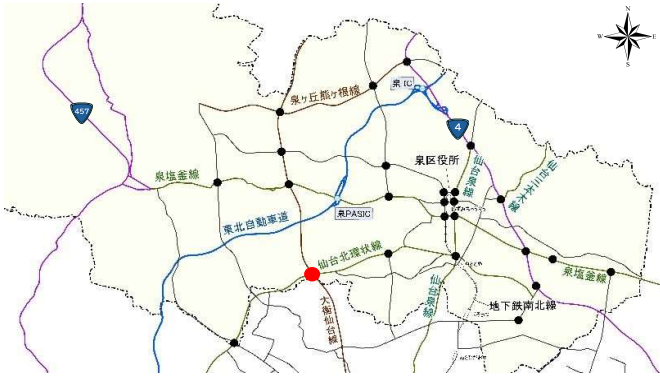 N
W
E
S
泉ヶ丘熊ヶ根線
泉 IC
457
4
泉区役所
仙台三本木線
仙台泉線
泉塩釜線
泉PASIC
東北自動車道
仙台北環状線
泉塩釜線
大衡仙台線
仙台泉線
地下鉄南北線